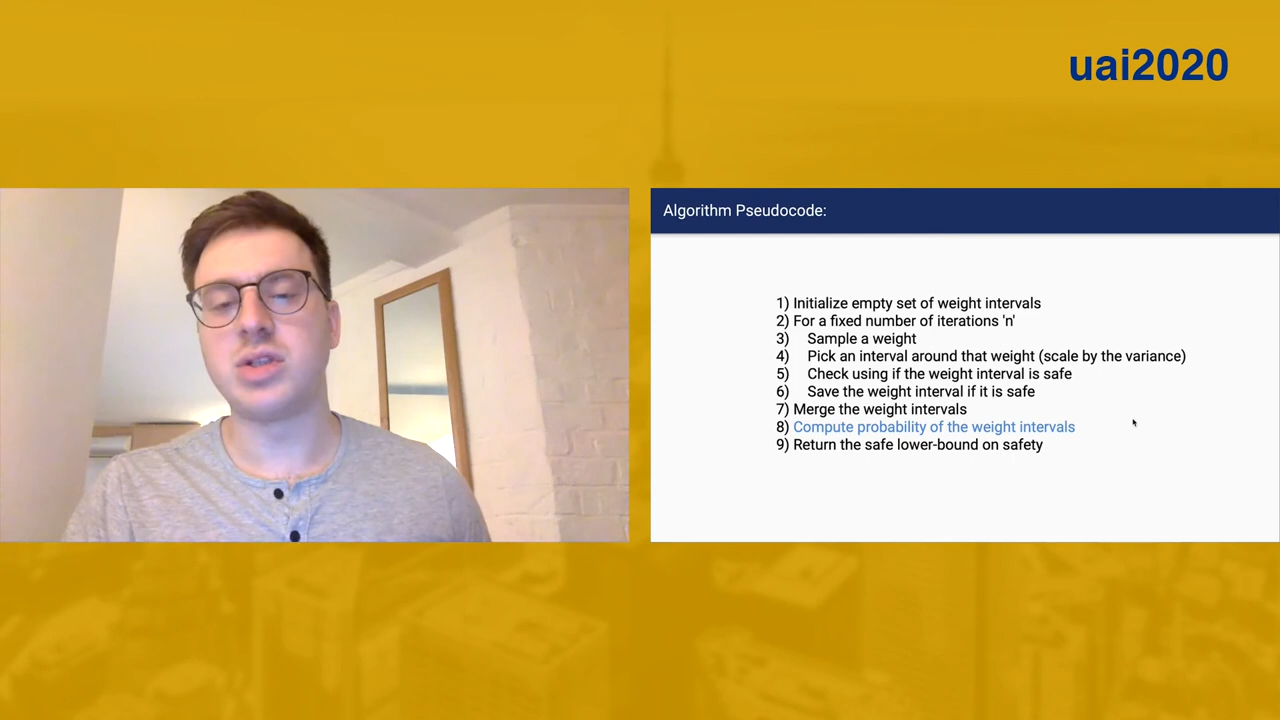 uai2020
Algorithm Pseudocode:
1) Initialize empty set of weight intervals
2) For a fixed number of iterations 'n'
3) Sample a weight
4) Pick an interval around that weight (scale by the variance)
5) Check using if the weight interval is safe
6) Save the weight interval if it is safe
7) Merge the weight intervals
8) Compute probability of the weight intervals
9) Return the safe lower-bound on safety